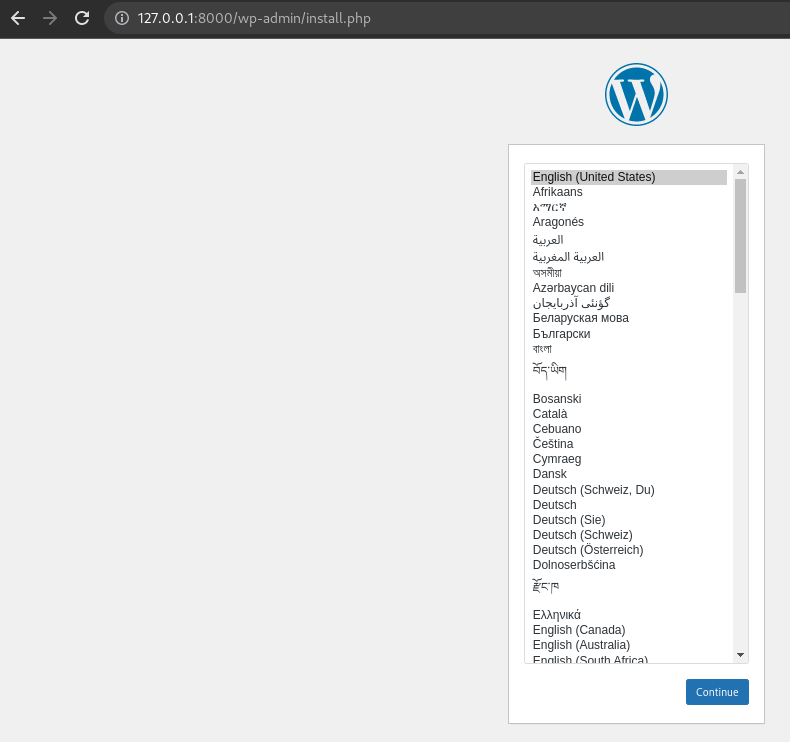 127.0.0.1:8000/wp-admin/install.php
English (United States)
Afrikaans
አማርኛ
Aragonés
العربية
العربية المغربية
অসমীয়া
Azərbaycan dili
گؤنئی آذربایجان
Беларуская мова
Български
বাংলা
བོད་ཡིག
Bosanski
Català
Cebuano
Čeština
Cymraeg
Dansk
Deutsch (Schweiz, Du)
Deutsch
Deutsch (Sie)
Deutsch (Schweiz)
Deutsch (Österreich)
Dolnoserbšćina
རྫོང་ཁ
Ελληνικά
English (Canada)
English (Australia)
English (South Africa)
Continue